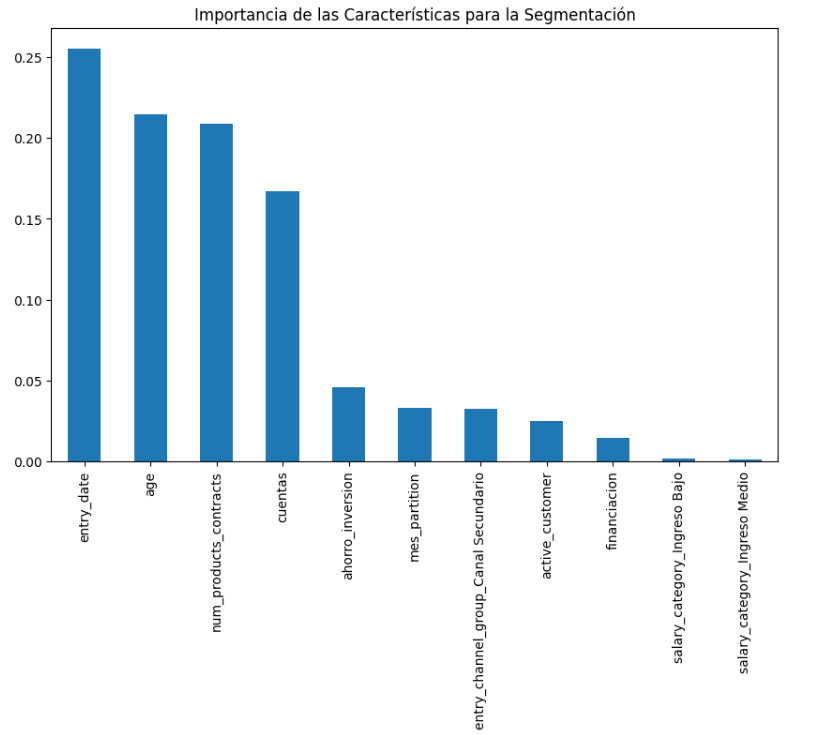 Importancia de las Características para la Segmentación
0.25
0.20
0.15
0.10
0.05
0.00
entry_date
age
num_products_contracts
cuentas
ahorro_inversion
mes_partition
entry_channel_group_Canal Secundario
active_customer
financiacion
salary_category_Ingreso Bajo
salary_category_Ingreso Medio